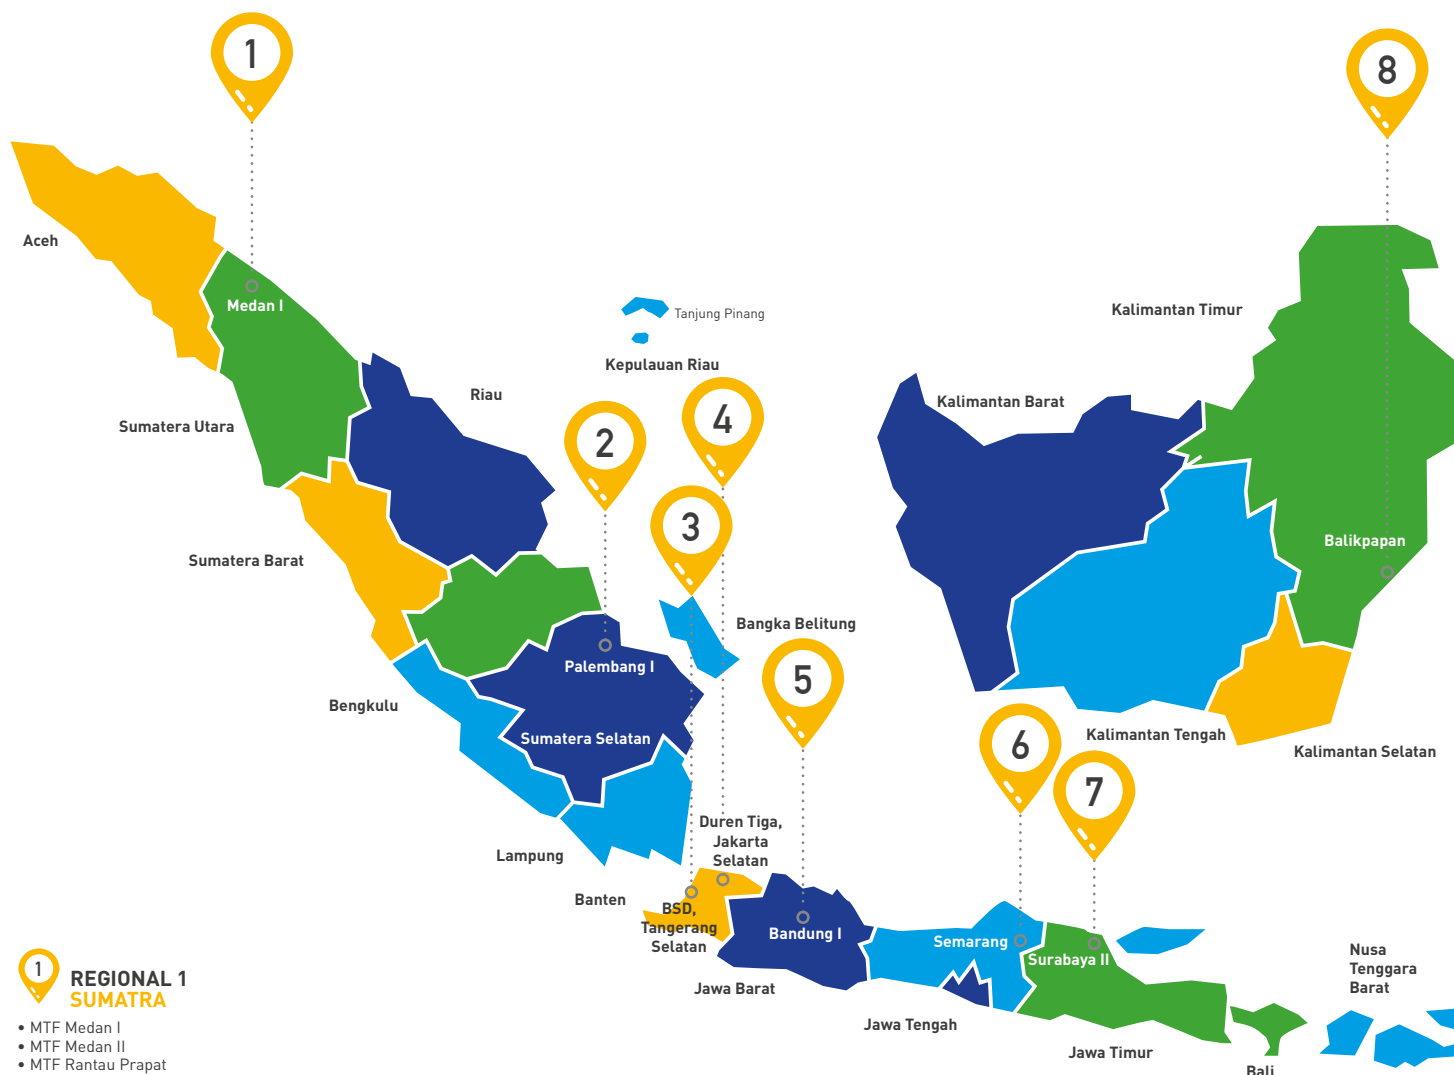 1
8
Aceh
Medan I
Tanjung Pinang
Kalimantan Timur
Kepulauan Riau
Riau
Kalimantan Barat
4
Sumatera Utara
2
3
Balikpapan
Sumatera Barat
Bangka Belitung
Palembang I
5
Bengkulu
Sumatera Selatan
6
Kalimantan Tengah
Kalimantan Selatan
7
Duren Tiga,
Jakarta
Selatan
Lampung
Banten
BSD,
Tangerang
Selatan
Bandung I
Semarang
Surabaya II
Nusa
Tenggara
Barat
Jawa Barat
Jawa Tengah
Jawa Timur
Bali
1
REGIONAL 1
SUMATRA
• MTF Medan I
• MTF Medan II
• MTF Rantau Prapat